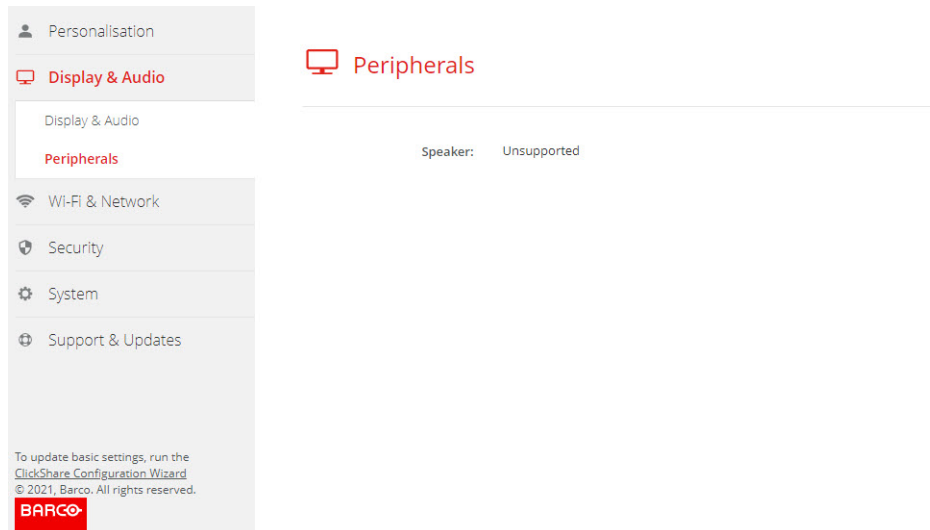 Personalisation
Display & Audio
Display & Audio
Peripherals
Wi-Fi & Network
Security
System
Support & Updates
To update basic settings, run the
ClickShare Configuration Wizard
© 2021, Barco. All rights reserved.
BARCO
Peripherals
Speaker: Unsupported